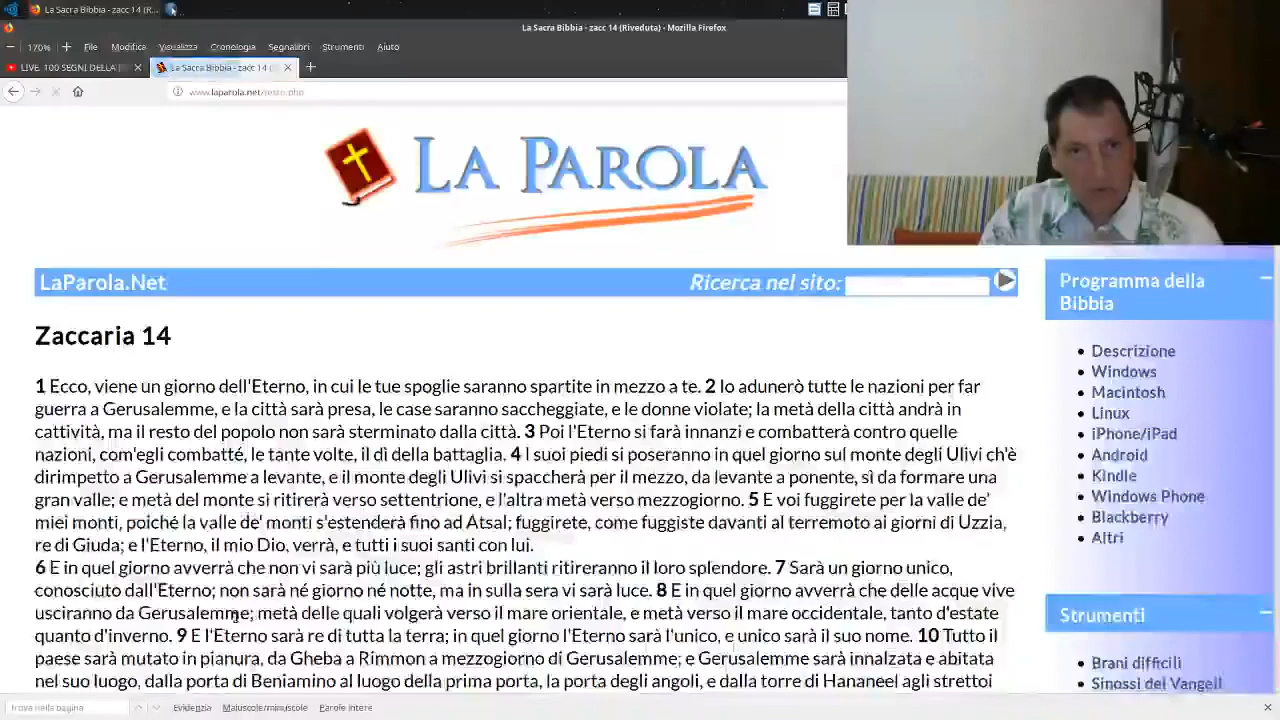 La Sacra Bibbia - zacc 14 (R...
La Sacra Bibbia - zacc 14 (Riveduta) - Mozilla Firefox
170% File Modifica Visualizza Cronologia Segnalibri Strumenti Aiuto
LIVE. 100 SEGNI DELLA
La Sacra Bibbia - zacc 14
www.laparola.net/testo.php
LA PAROLA
LaParola.Net
Ricerca nel sito:
Zaccaria 14
1 Ecco, viene un giorno dell'Eterno, in cui le tue spoglie saranno spartite in mezzo a te. 2 Io adunerò tutte le nazioni per far
guerra a Gerusalemme, e la città sarà presa, le case saranno saccheggiate, e le donne violate; la metà della città andrà in
cattività, ma il resto del popolo non sarà sterminato dalla città. 3 Poi l'Eterno si farà innanzi e combatterà contro quelle
nazioni, com'egli combatté, le tante volte, il dì della battaglia. 4 I suoi piedi si poseranno in quel giorno sul monte degli Ulivi ch'è
dirimpetto a Gerusalemme a levante, e il monte degli Ulivi si spaccherà per il mezzo, da levante a ponente, sì da formare una
gran valle; e metà del monte si ritirerà verso settentrione, e l'altra metà verso mezzogiorno. 5 E voi fuggirete per la valle de'
miei monti, poiché la valle de' monti s'estenderà fino ad Atsal; fuggirete, come fuggiste davanti al terremoto ai giorni di Uzzia,
re di Giuda; e l'Eterno, il mio Dio, verrà, e tutti i suoi santi con lui.
6 E in quel giorno avverrà che non vi sarà più luce; gli astri brillanti ritireranno il loro splendore. 7 Sarà un giorno unico,
conosciuto dall'Eterno; non sarà né giorno né notte, ma in sulla sera vi sarà luce. 8 E in quel giorno avverrà che delle acque vive
usciranno da Gerusalemme; metà delle quali volgerà verso il mare orientale, e metà verso il mare occidentale, tanto d'estate
quanto d'inverno. 9 E l'Eterno sarà re di tutta la terra; in quel giorno l'Eterno sarà l'unico, e unico sarà il suo nome. 10 Tutto il
paese sarà mutato in pianura, da Gheba a Rimmon a mezzogiorno di Gerusalemme; e Gerusalemme sarà innalzata e abitata
nel suo luogo, dalla porta di Beniamino al luogo della prima porta, la porta degli angoli, e dalla torre di Hananeel agli strettoi
Programma della
Bibbia
Descrizione
Windows
Macintosh
Linux
iPhone/iPad
Android
Kindle
Windows Phone
Blackberry
Altri
Strumenti
Brani difficili
Sinossi dei Vangeli
Trova nella pagina
Evidenzia Maiuscole/minuscole Parole intere